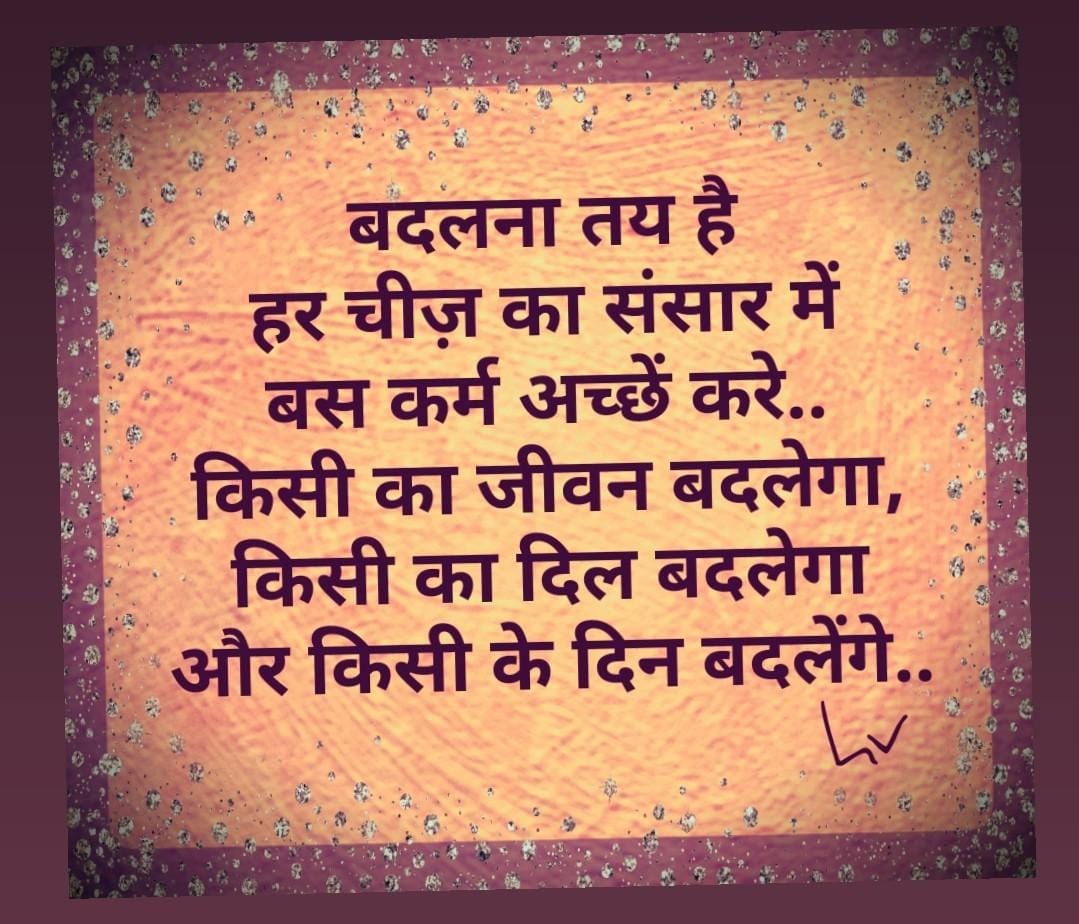 बदलना तय है
हर चीज़ का संसार में
बस कर्म अच्छें करे..
किसी का जीवन बदलेगा,
किसी का दिल बदलेगा
और किसी के दिन बदलेंगे..